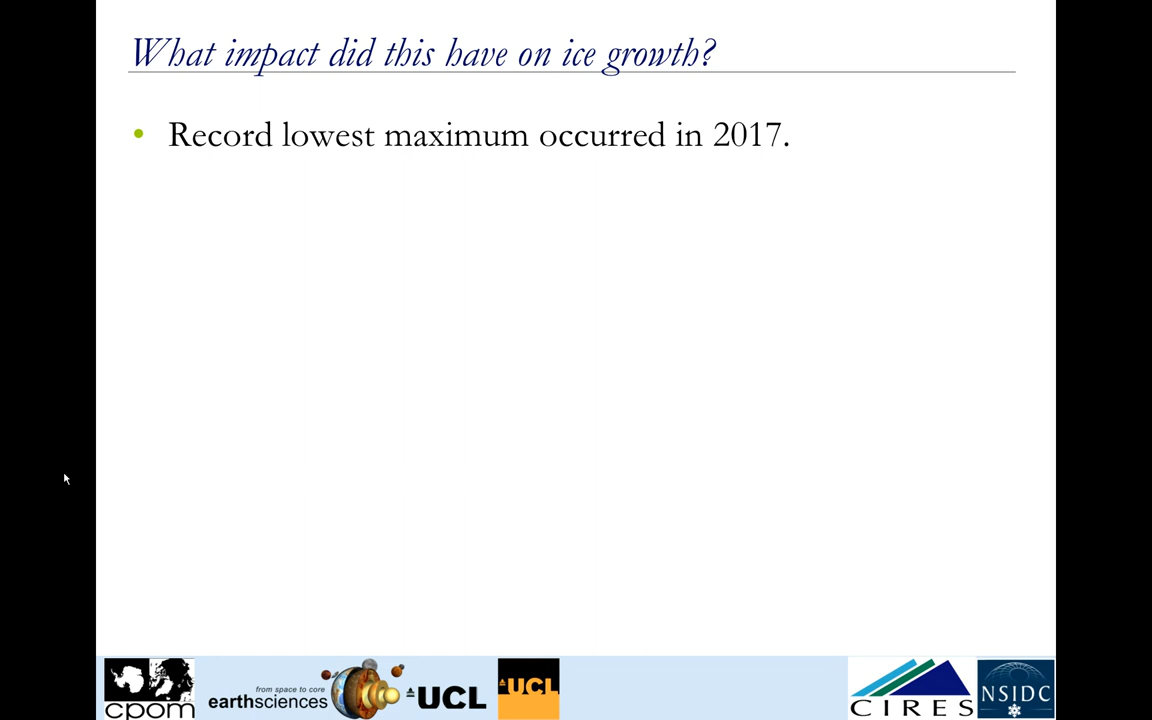 What impact did this have on ice growth?
• Record lowest maximum occurred in 2017.
cpom
from space to core
earthsciences
UCL
UCL
CIRES
NSIDC